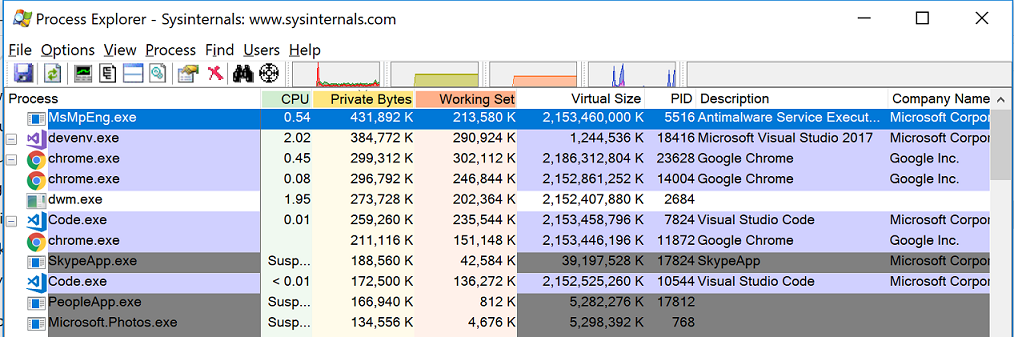 Process Explorer - Sysinternals: www.sysinternals.com
File Options View Process Find Users Help
Process CPU Private Bytes Working Set Virtual Size PID Description Company Name
MsMpEng.exe 0.54 431,892 K 213,580 K 2,153,460,000 K 5516 Antimalware Service Execut... Microsoft Corpor
devenv.exe 2.02 384,772 K 290,924 K 1,244,536 K 18416 Microsoft Visual Studio 2017 Microsoft Corpor
chrome.exe 0.45 299,312 K 302,112 K 2,186,312,804 K 23628 Google Chrome Google Inc.
chrome.exe 0.08 296,792 K 246,844 K 2,152,861,252 K 14004 Google Chrome Google Inc.
dwm.exe 1.95 273,728 K 202,364 K 2,152,407,880 K 2684
Code.exe 0.01 259,260 K 235,544 K 2,153,458,796 K 7824 Visual Studio Code Microsoft Corpor
chrome.exe 211,116 K 151,148 K 2,153,446,196 K 11872 Google Chrome Google Inc.
SkypeApp.exe Susp... 188,560 K 42,584 K 39,197,528 K 17824 SkypeApp
Code.exe < 0.01 172,500 K 136,272 K 2,152,525,260 K 10544 Visual Studio Code Microsoft Corpor
PeopleApp.exe Susp... 166,940 K 812 K 5,282,276 K 17812
Microsoft.Photos.exe Susp... 134,556 K 4,676 K 5,298,392 K 768